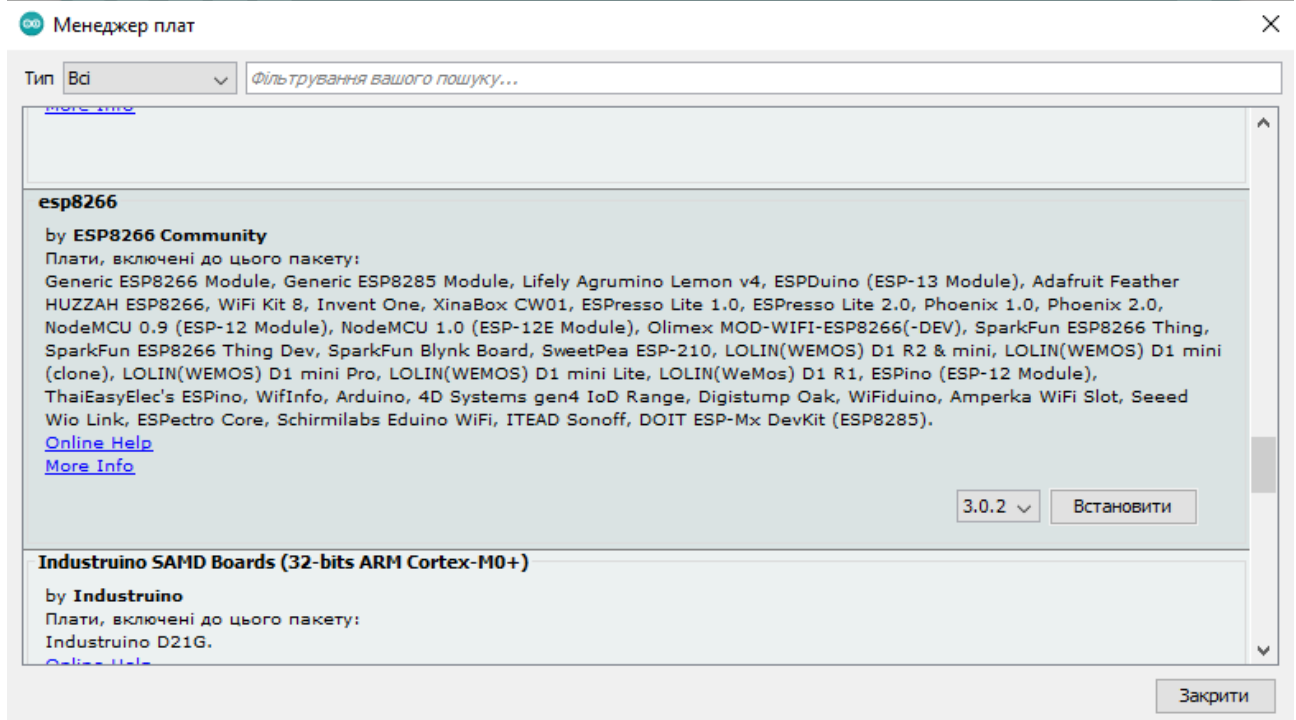 Менеджер плат
Тип Всі Фільтрування вашого пошуку...
More Info
esp8266
by ESP8266 Community
Плати, включені до цього пакету:
Generic ESP8266 Module, Generic ESP8285 Module, Lifely Agrumino Lemon v4, ESPDuino (ESP-13 Module), Adafruit Feather
HUZZAH ESP8266, WiFi Kit 8, Invent One, XinaBox CW01, ESPresso Lite 1.0, ESPresso Lite 2.0, Phoenix 1.0, Phoenix 2.0,
NodeMCU 0.9 (ESP-12 Module), NodeMCU 1.0 (ESP-12E Module), Olimex MOD-WIFI-ESP8266(-DEV), SparkFun ESP8266 Thing,
SparkFun ESP8266 Thing Dev, SparkFun Blynk Board, SweetPea ESP-210, LOLIN(WEMOS) D1 R2 & mini, LOLIN(WEMOS) D1 mini
(clone), LOLIN(WEMOS) D1 mini Pro, LOLIN(WEMOS) D1 mini Lite, LOLIN(WeMos) D1 R1, ESPino (ESP-12 Module),
ThaiEasyElec's ESPino, WifInfo, Arduino, 4D Systems gen4 IoD Range, Digistump Oak, WiFiduino, Amperka WiFi Slot, Seeed
Wio Link, ESPectro Core, Schirmilabs Eduino WiFi, ITEAD Sonoff, DOIT ESP-Mx DevKit (ESP8285).
Online Help
More Info
3.0.2 Встановити
Industruino SAMD Boards (32-bits ARM Cortex-M0+)
by Industruino
Плати, включені до цього пакету:
Industruino D21G.
Online Help
Закрити